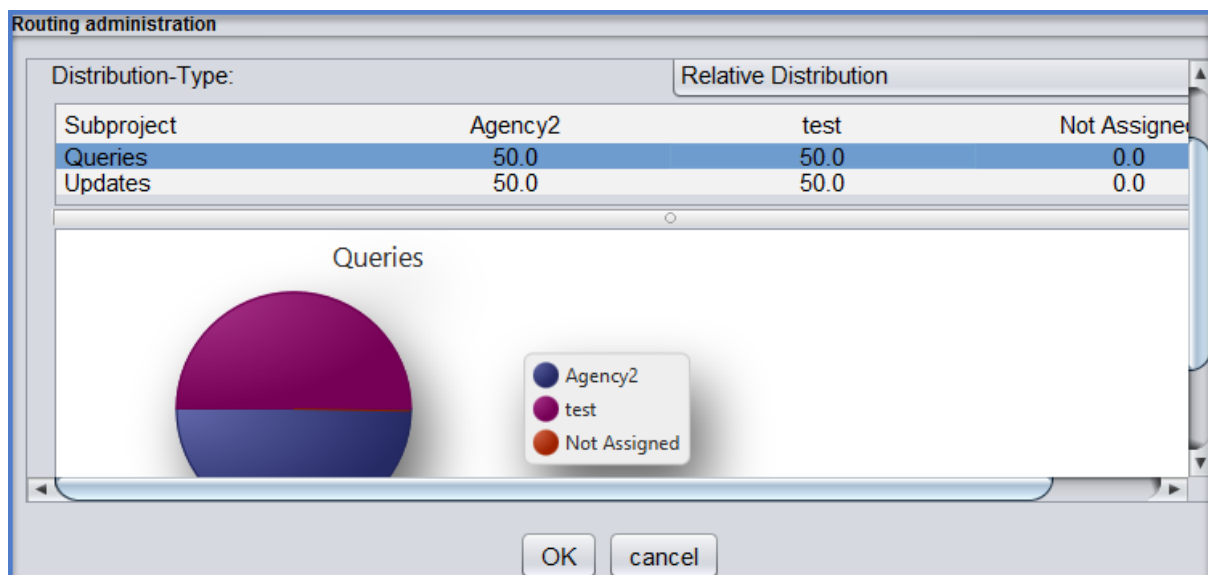 Routing administration
Distribution-Type: Relative Distribution
Subproject Agency2 test Not Assigned
Queries 50.0 50.0 0.0
Updates 50.0 50.0 0.0
Queries
Agency2
test
Not Assigned
OK cancel